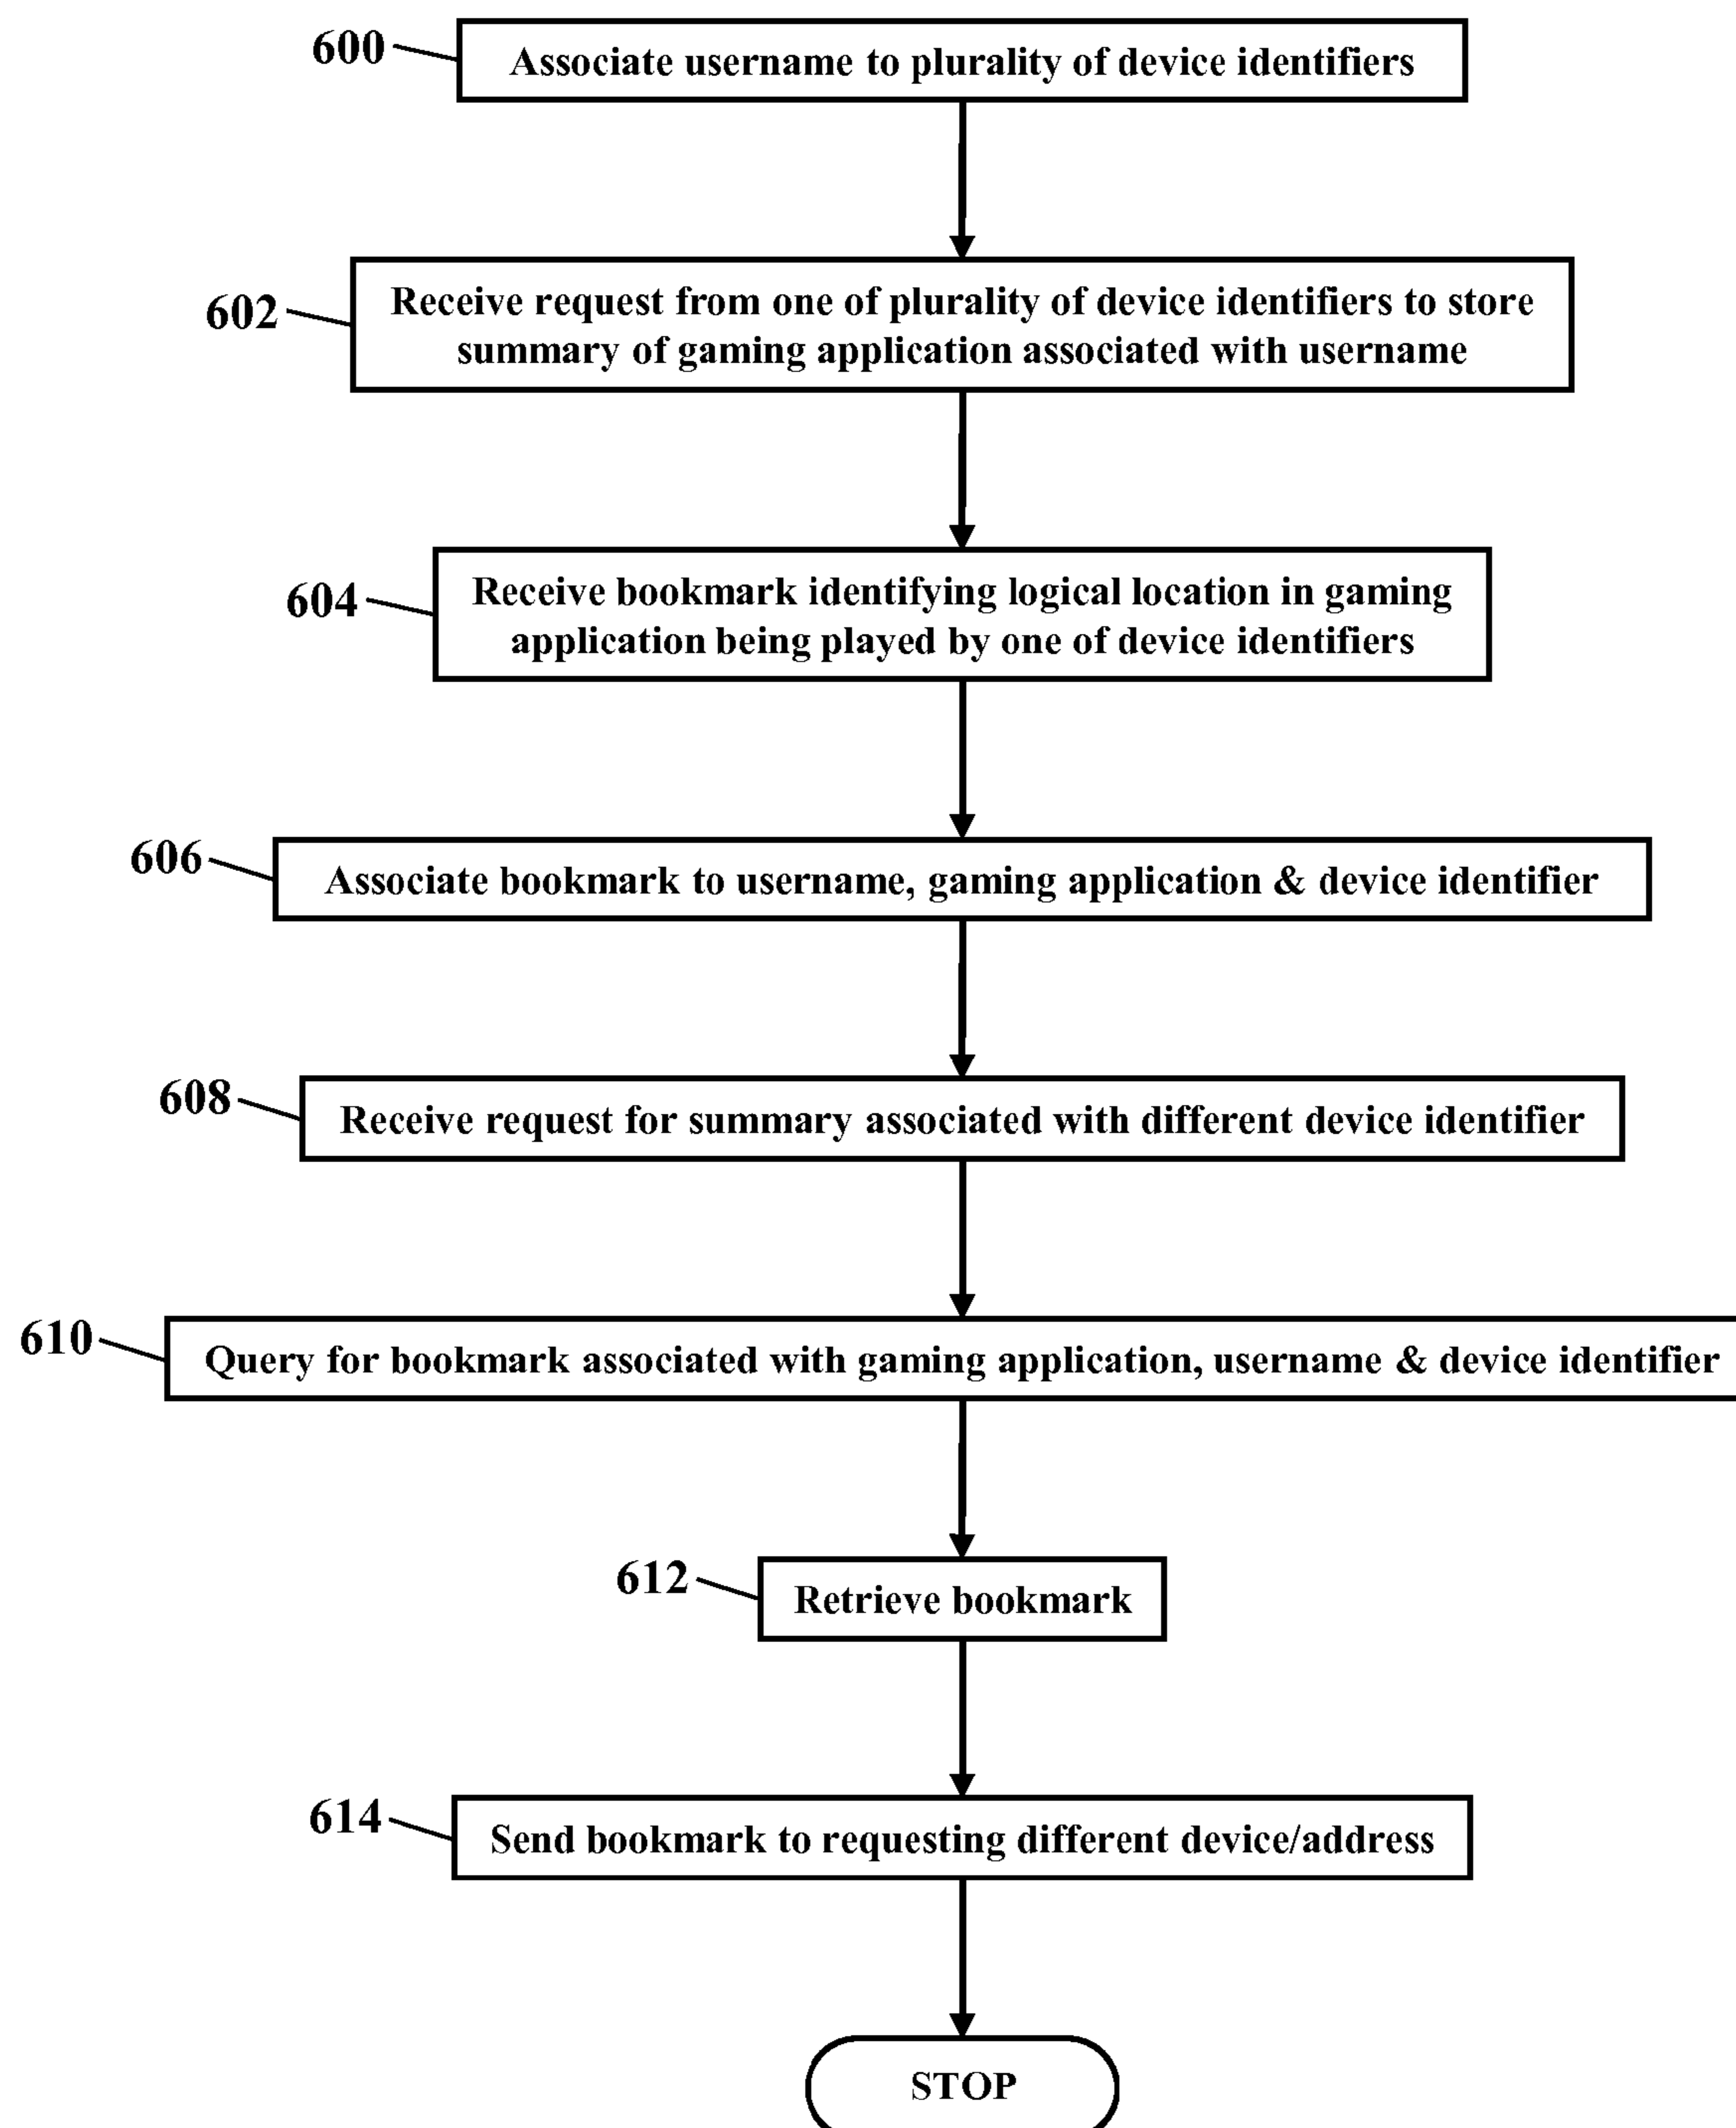 600
Associate username to plurality of device identifiers
602
Receive request from one of plurality of device identifiers to store
summary of gaming application associated with username
604
Receive bookmark identifying logical location in gaming
application being played by one of device identifiers
606
Associate bookmark to username, gaming application & device identifier
608
Receive request for summary associated with different device identifier
610
Query for bookmark associated with gaming application, username & device identifier
612
Retrieve bookmark
614
Send bookmark to requesting different device/address
STOP